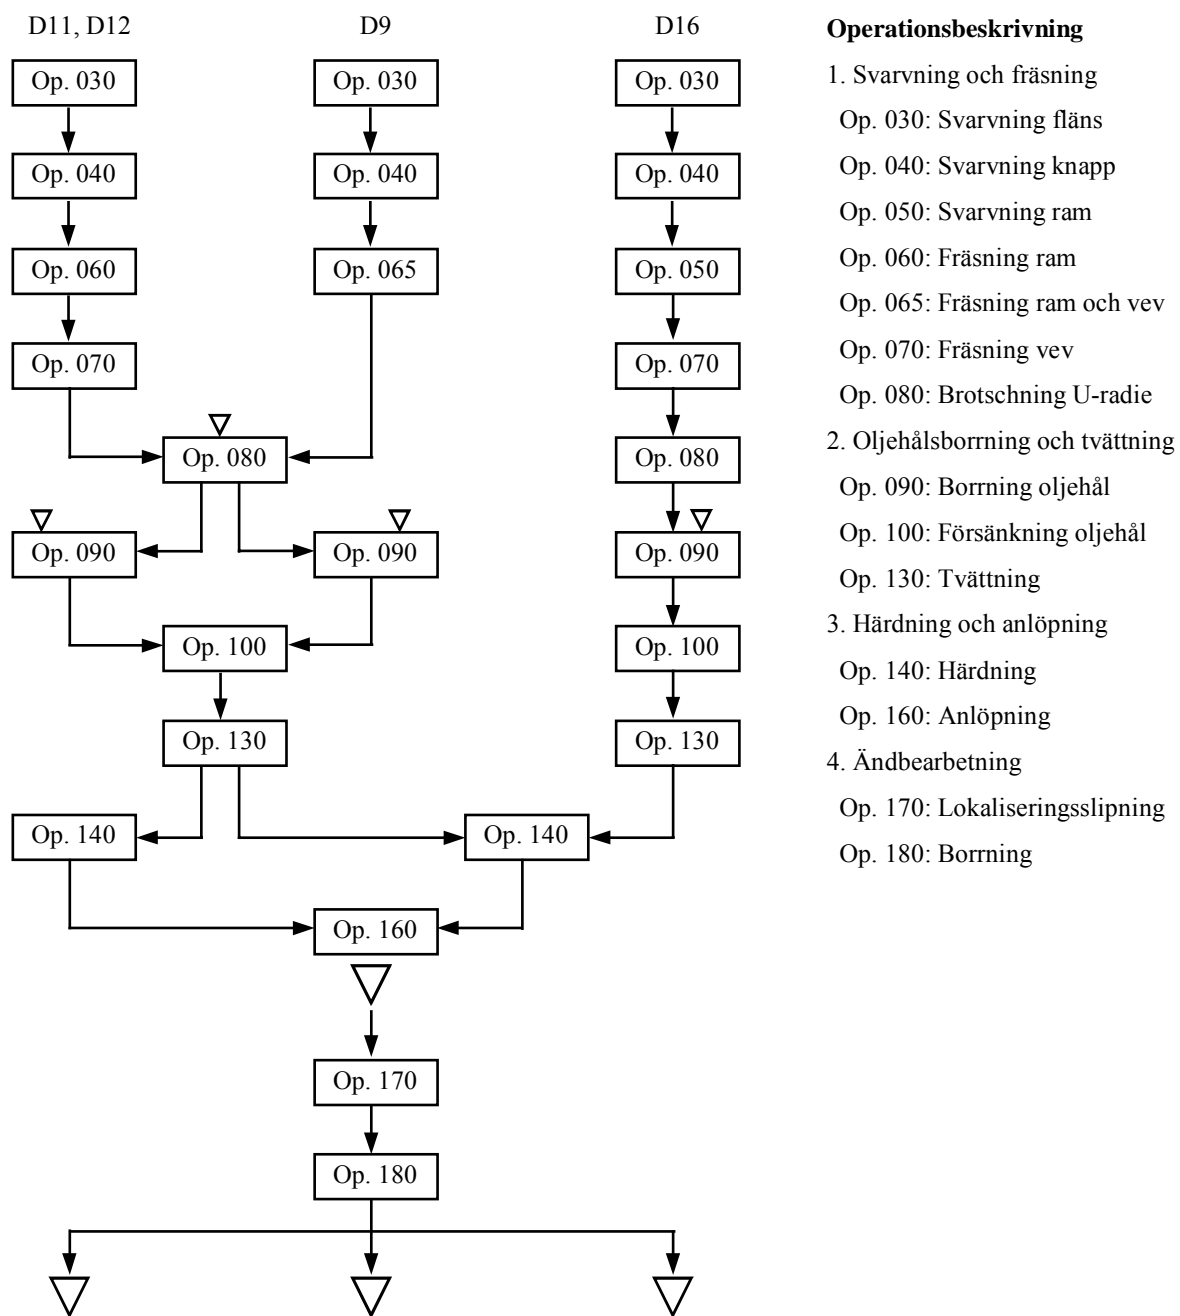 D11, D12
D9
D16
Op. 030
Op. 030
Op. 030
Op. 040
Op. 040
Op. 040
Op. 060
Op. 065
Op. 050
Op. 070
Op. 070
Op. 080
Op. 080
Op. 090
Op. 090
Op. 090
Op. 100
Op. 100
Op. 130
Op. 130
Op. 140
Op. 140
Op. 160
Op. 170
Op. 180
Operationsbeskrivning
1. Svarvning och fräsning
Op. 030: Svarvning fläns
Op. 040: Svarvning knapp
Op. 050: Svarvning ram
Op. 060: Fräsning ram
Op. 065: Fräsning ram och vev
Op. 070: Fräsning vev
Op. 080: Brotschning U-radie
2. Oljehålsborrning och tvättning
Op. 090: Borrning oljehål
Op. 100: Försänkning oljehål
Op. 130: Tvättning
3. Härdning och anlöpning
Op. 140: Härdning
Op. 160: Anlöpning
4. Ändbearbetning
Op. 170: Lokaliseringsslipning
Op. 180: Borrning